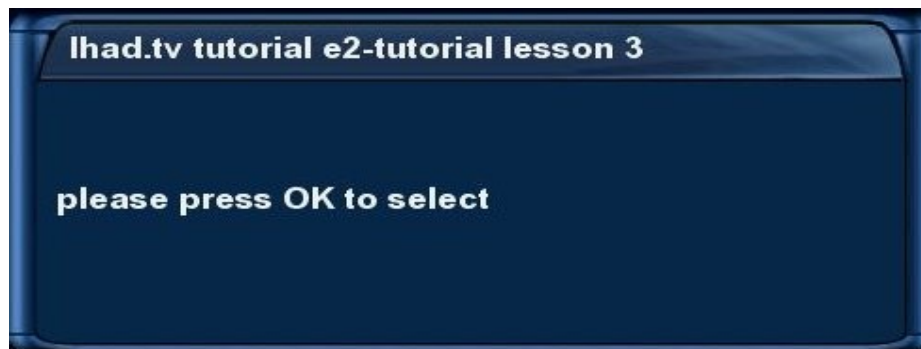 Ihad.tv tutorial e2-tutorial lesson 3
please press OK to select